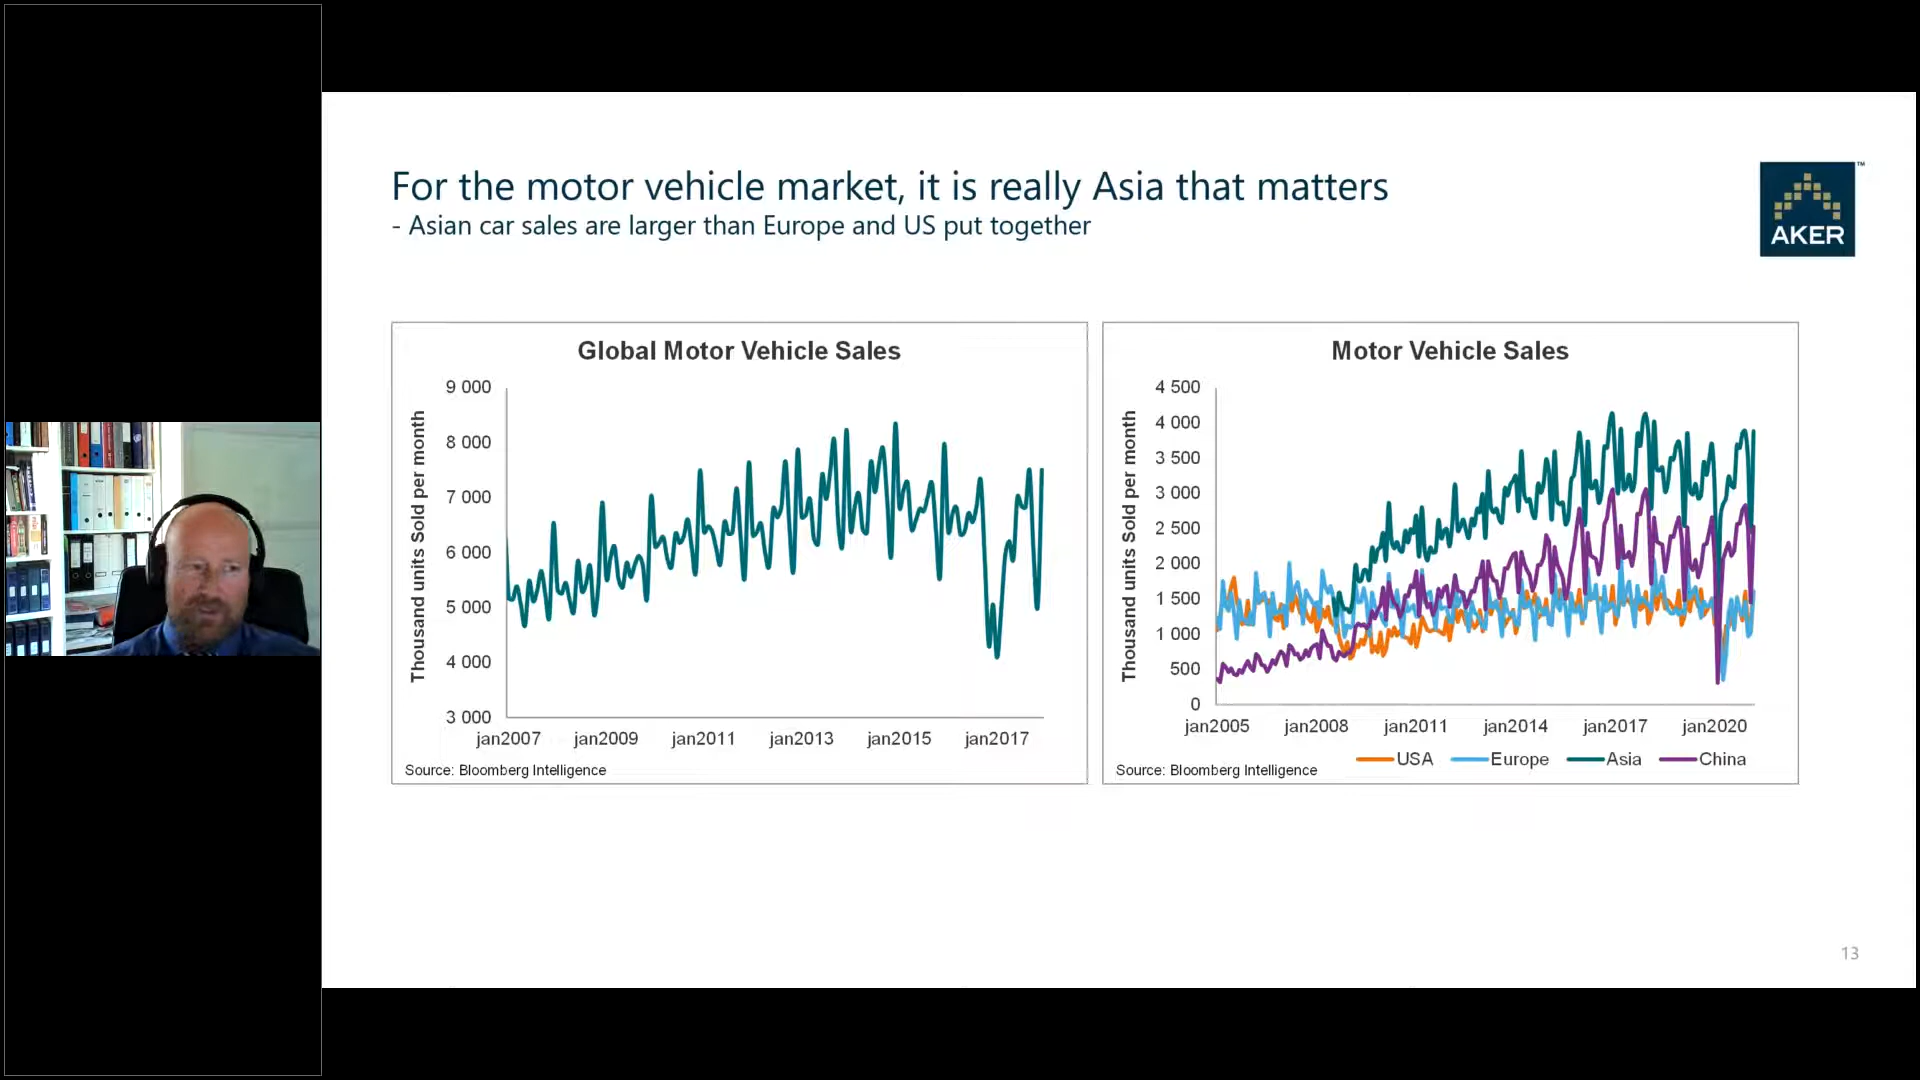 For the motor vehicle market, it is really Asia that matters
- Asian car sales are larger than Europe and US put together
AKER
TM
Global Motor Vehicle Sales
Thousand units Sold per month
9 000
8 000
7 000
6 000
5 000
4 000
3 000
jan2007 jan2009 jan2011 jan2013 jan2015 jan2017
Source: Bloomberg Intelligence
Motor Vehicle Sales
Thousand units Sold per month
4 500
4 000
3 500
3 000
2 500
2 000
1 500
1 000
500
0
jan2005 jan2008 jan2011 jan2014 jan2017 jan2020
USA Europe Asia China
Source: Bloomberg Intelligence
13